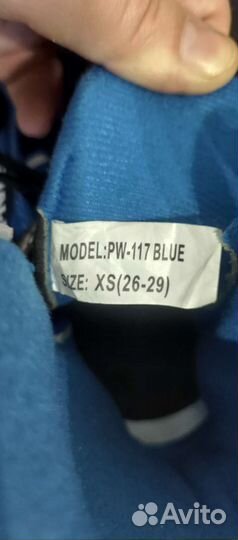 MODEL:PW-117 BLUE
SIZE: XS(26-29)
Avito